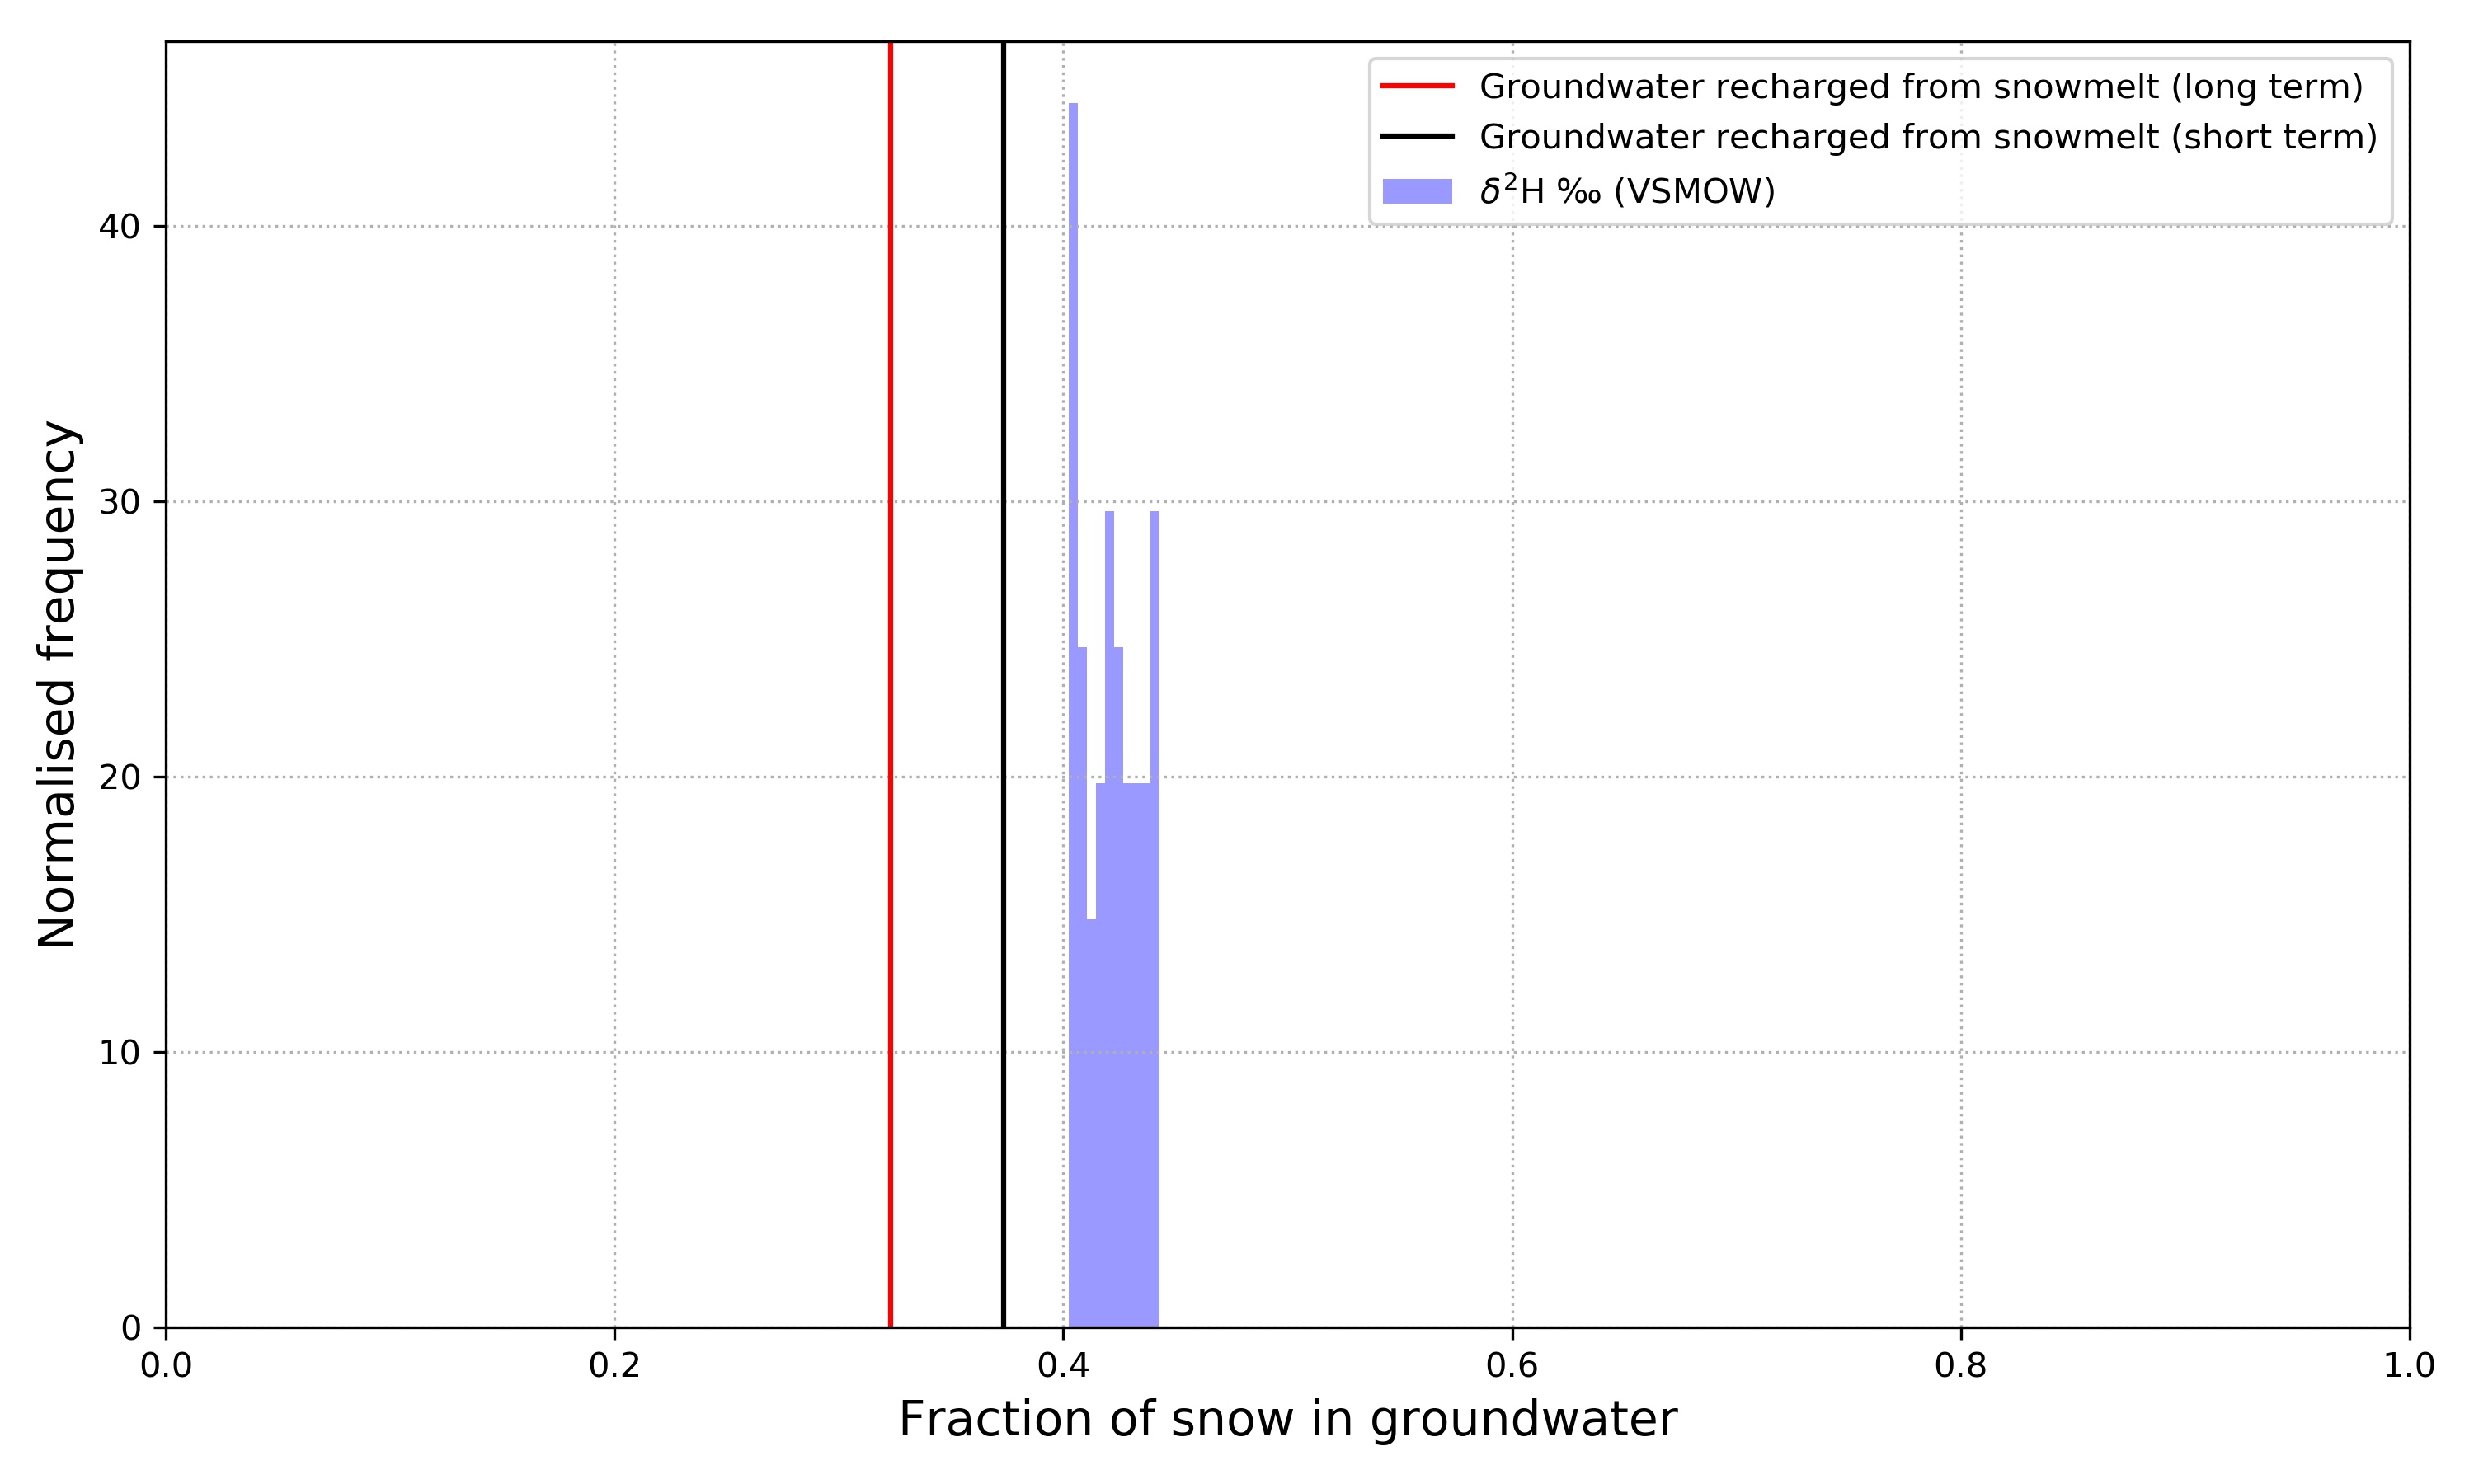 Groundwater recharged from snowmelt (long term)
Groundwater recharged from snowmelt (short term)
δ²H ‰ (VSMOW)
Normalised frequency
40
30
20
10
0
0.0 0.2 0.4 0.6 0.8 1.0
Fraction of snow in groundwater